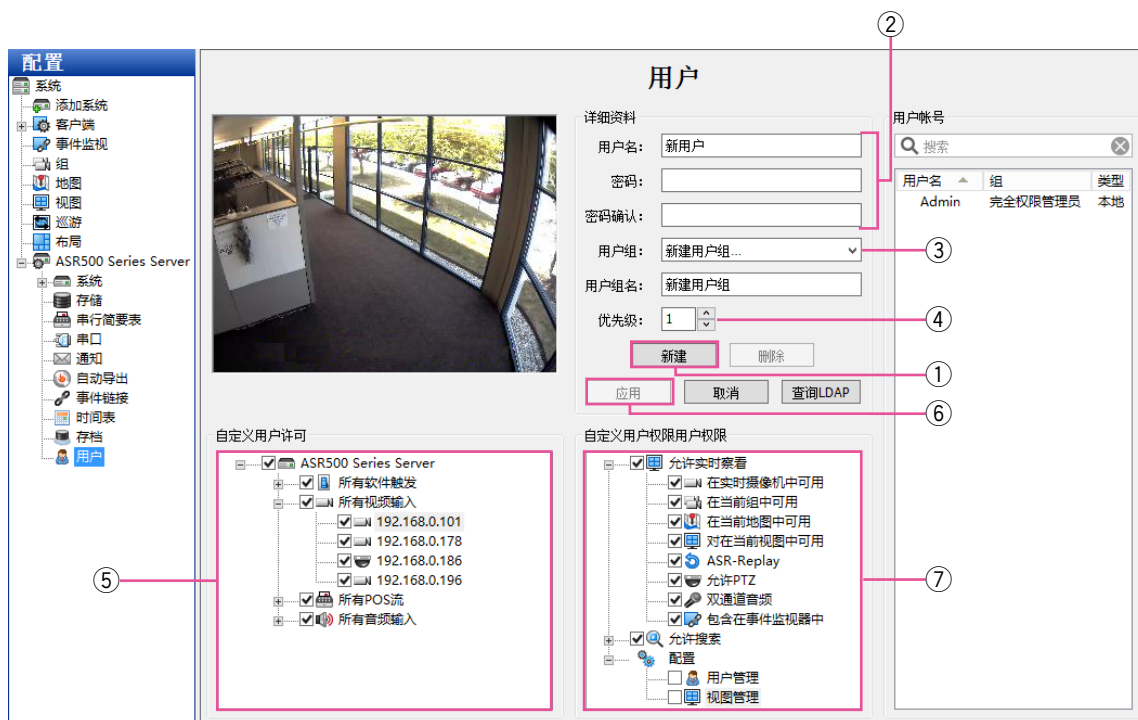 ②
配置
系统
添加系统
客户端
事件监视
组
地图
视图
巡游
布局
ASR500 Series Server
系统
存储
串行简要表
串口
通知
自动导出
事件链接
时间表
存档
用户
用户
详细资料
用户名: 新用户
密码:
密码确认:
用户组: 新建用户组...
③
用户组名: 新建用户组
优先级: 1
④
新建 删除
①
应用 取消 查询LDAP
⑥
用户帐号
搜索
用户名 组 类型
Admin 完全权限管理员 本地
自定义用户许可
ASR500 Series Server
所有软件触发
所有视频输入
192.168.0.101
192.168.0.178
192.168.0.186
192.168.0.196
所有POS流
所有音频输入
⑤
自定义用户权限用户权限
允许实时察看
在实时摄像机中可用
在当前组中可用
在当前地图中可用
对在当前视图中可用
ASR-Replay
允许PTZ
双通道音频
包含在事件监视器中
允许搜索
配置
用户管理
视图管理
⑦